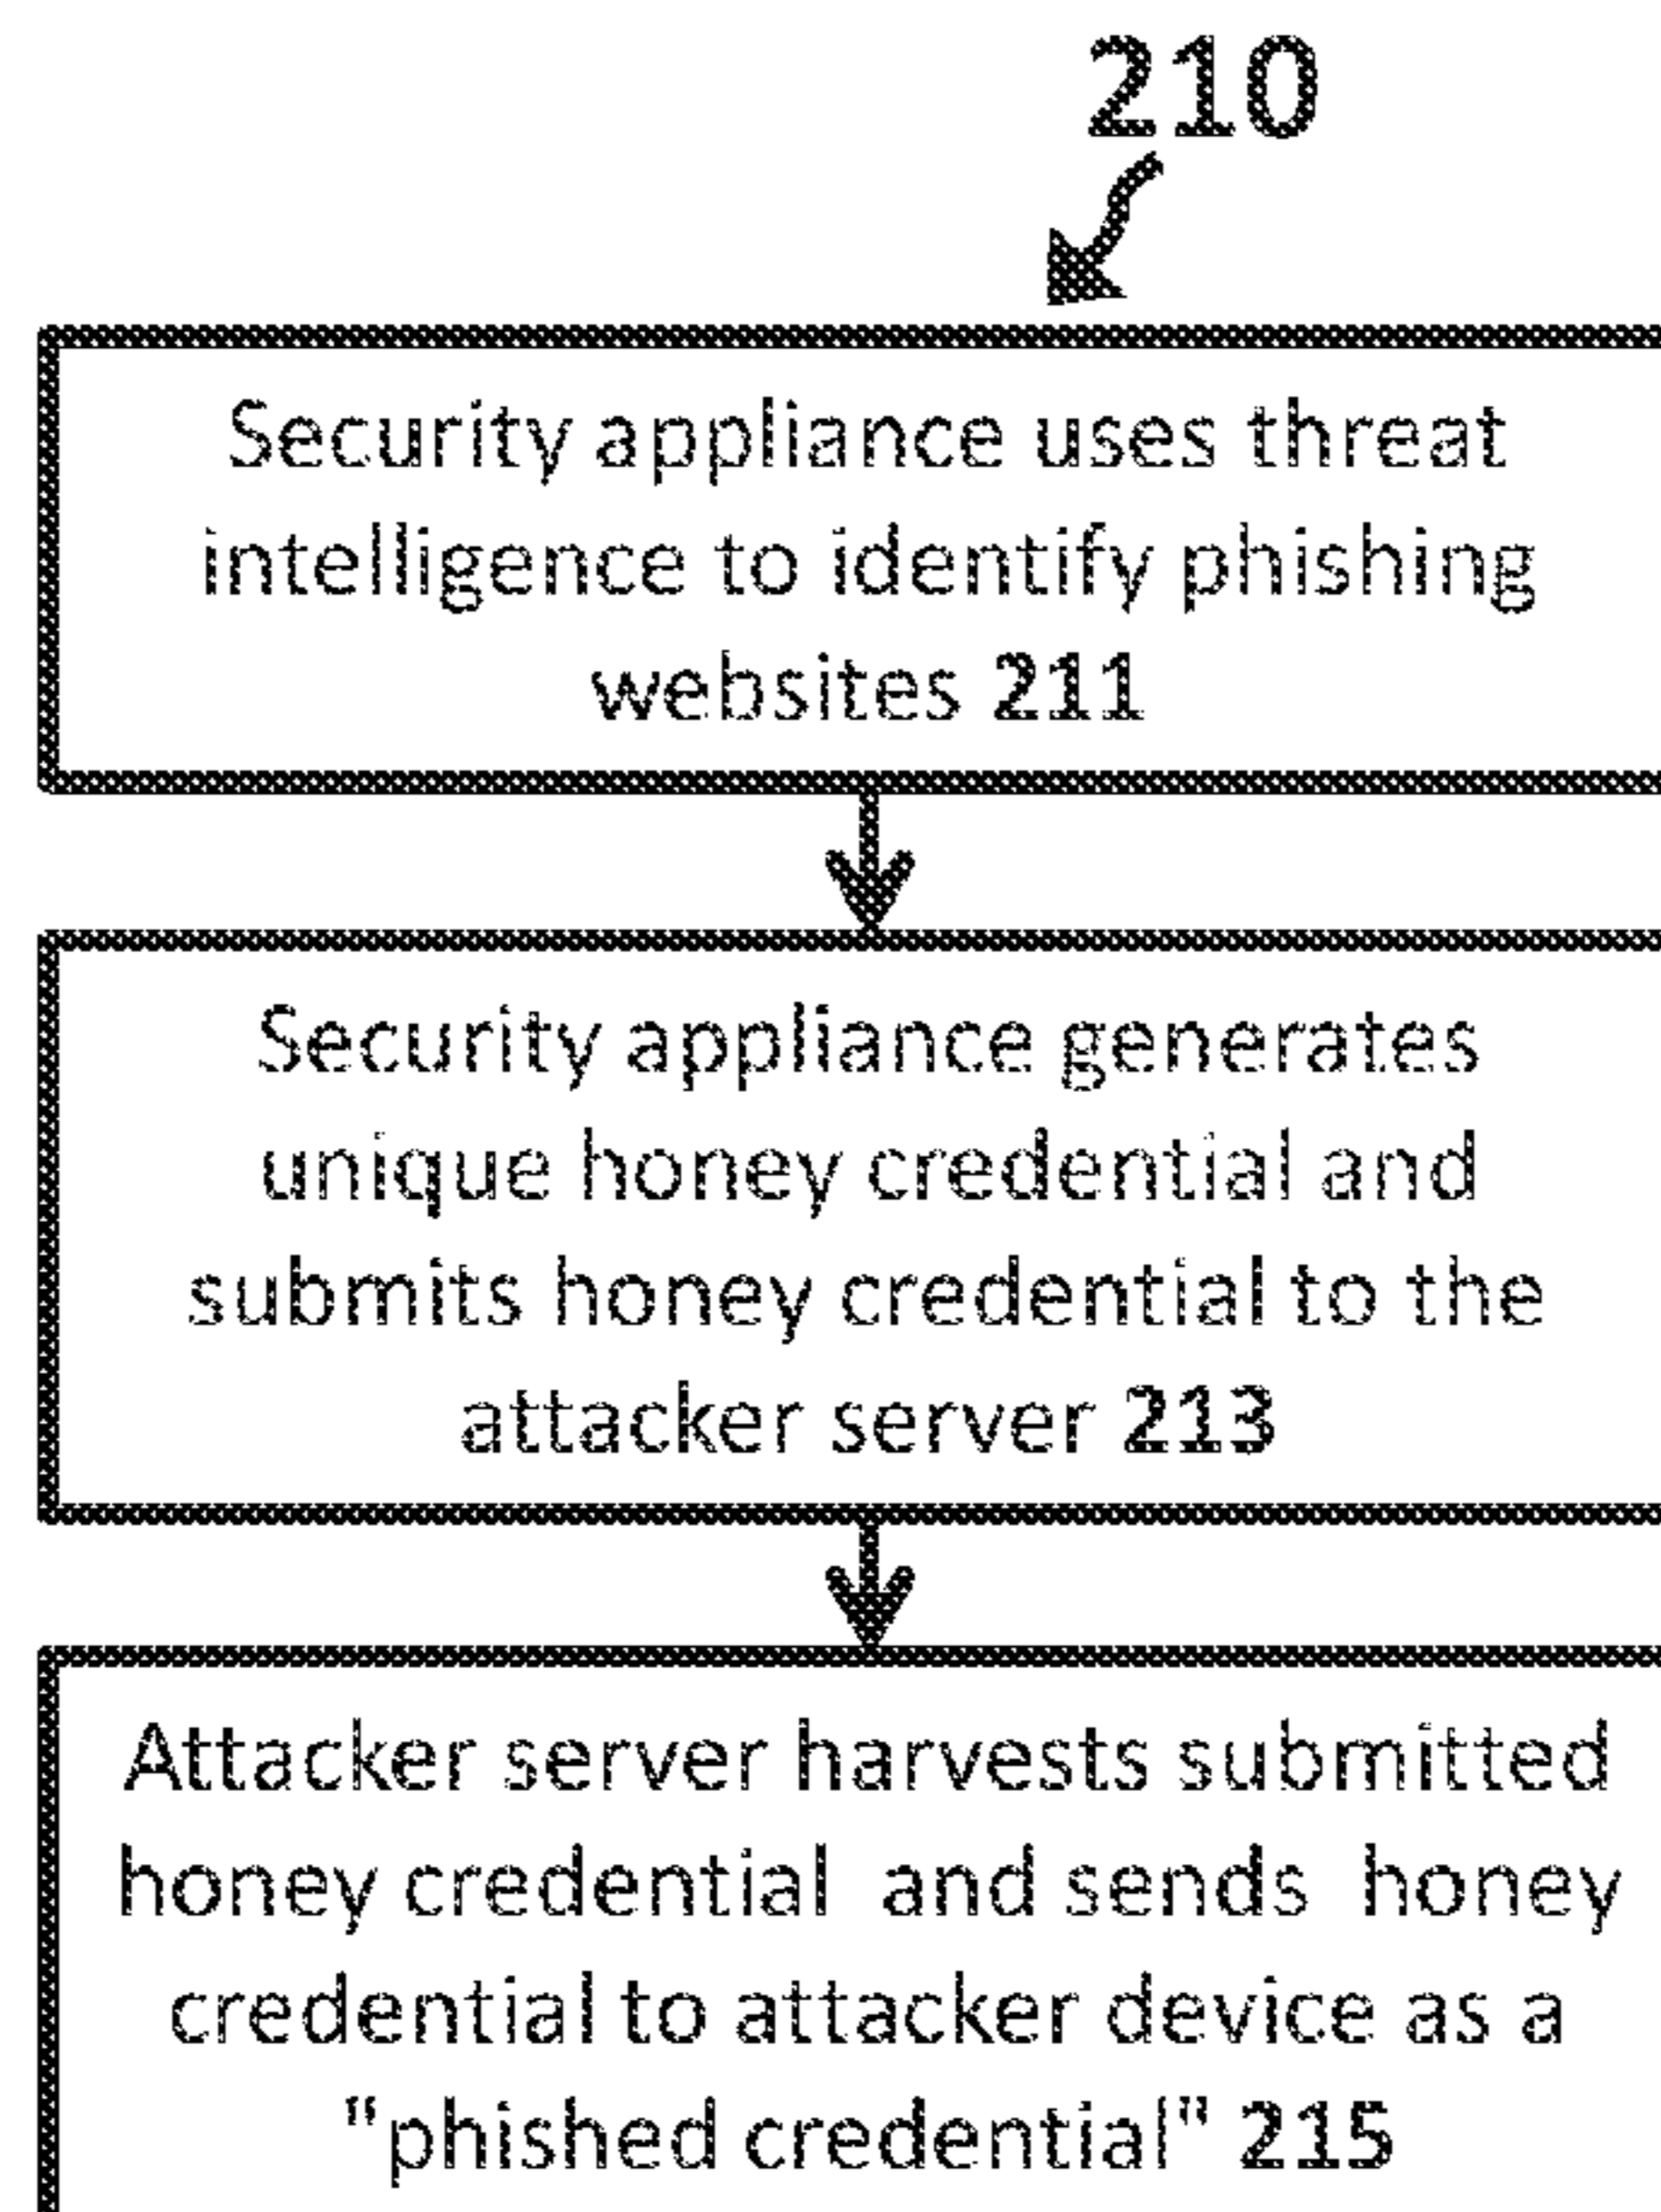 210
Security appliance uses threat
intelligence to identify phishing
websites 211
Security appliance generates
unique honey credential and
submits honey credential to the
attacker server 213
Attacker server harvests submitted
honey credential and sends honey
credential to attacker device as a
"phished credential" 215